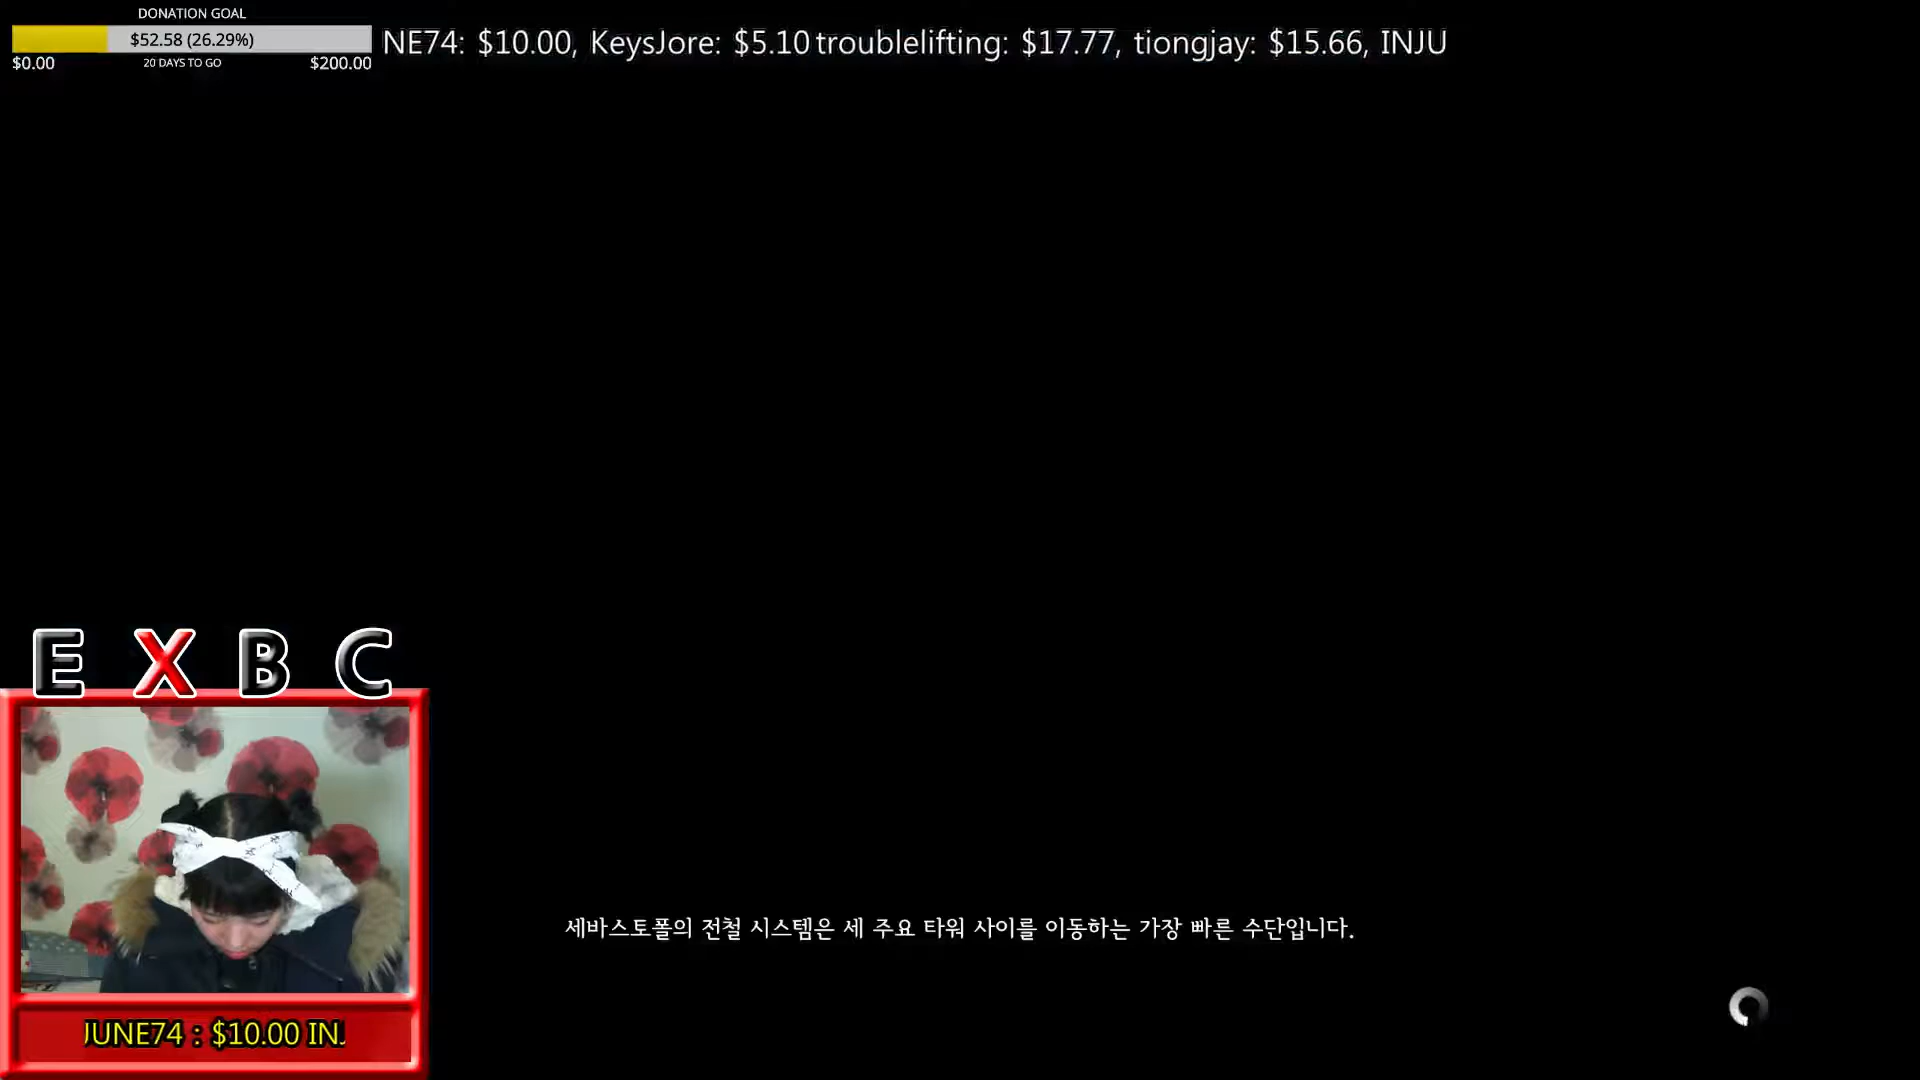 DONATION GOAL
$52.58 (26.29%)
$0.00 20 DAYS TO GO $200.00
NE74: $10.00, KeysJore: $5.10 troublelifting: $17.77, tiongjay: $15.66, INJU
E X B C
세바스토폴의 전철 시스템은 세 주요 타워 사이를 이동하는 가장 빠른 수단입니다.
JUNE74 : $10.00 INJ